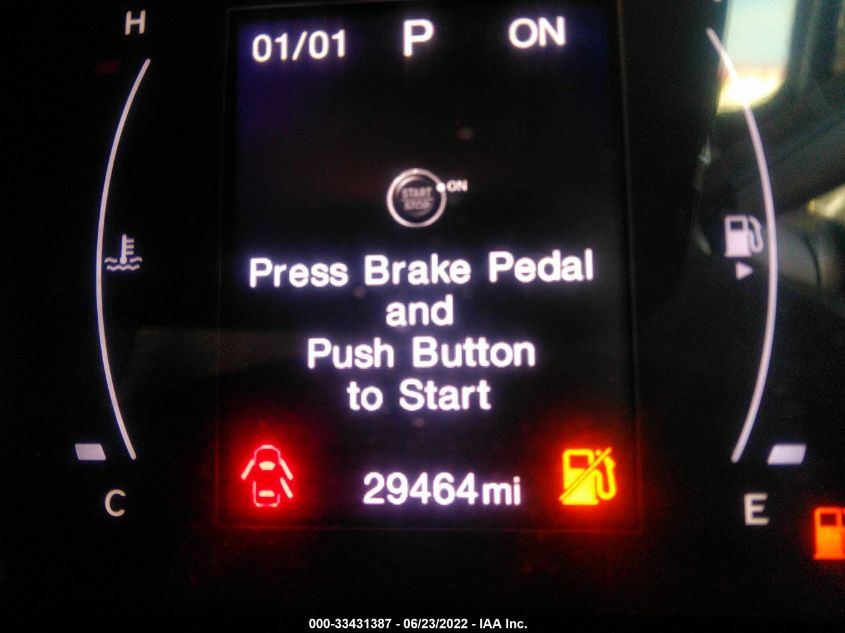 H
01/01 P ON
START
STOP
ON
Press Brake Pedal
and
Push Button
to Start
29464mi
C
E
000-33431387 - 06/23/2022 - IAA Inc.